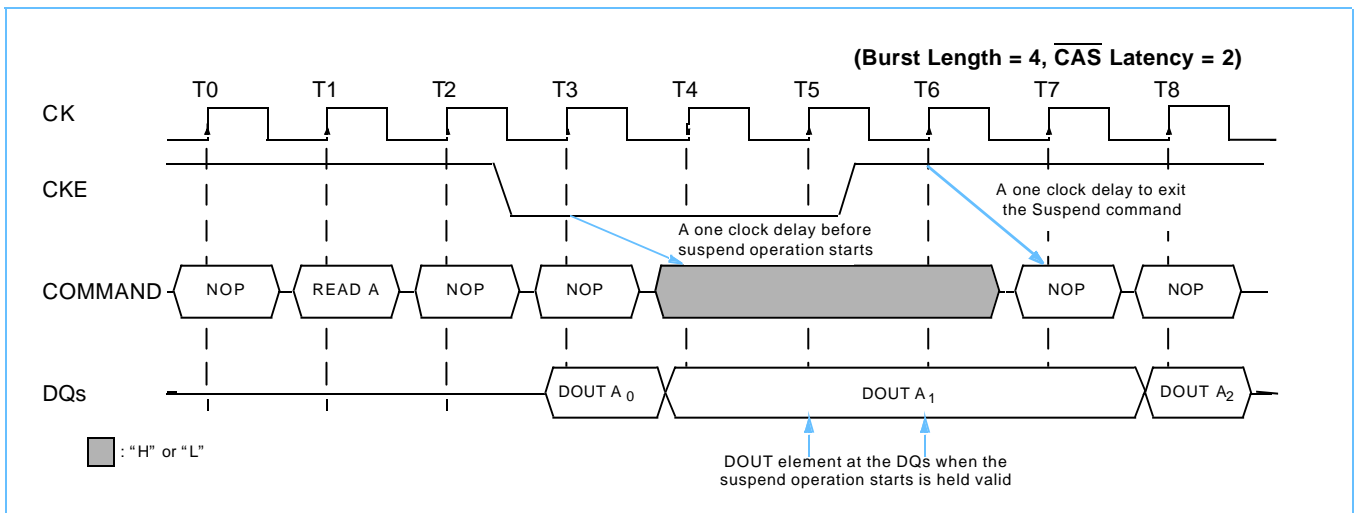 (Burst Length = 4, CAS Latency = 2)
T0 T1 T2 T3 T4 T5 T6 T7 T8
CK
CKE
A one clock delay to exit
the Suspend command
A one clock delay before
suspend operation starts
COMMAND NOP READ A NOP NOP NOP NOP
DQs DOUT A0 DOUT A1 DOUT A2
: “H” or “L”
DOUT element at the DQs when the
suspend operation starts is held valid